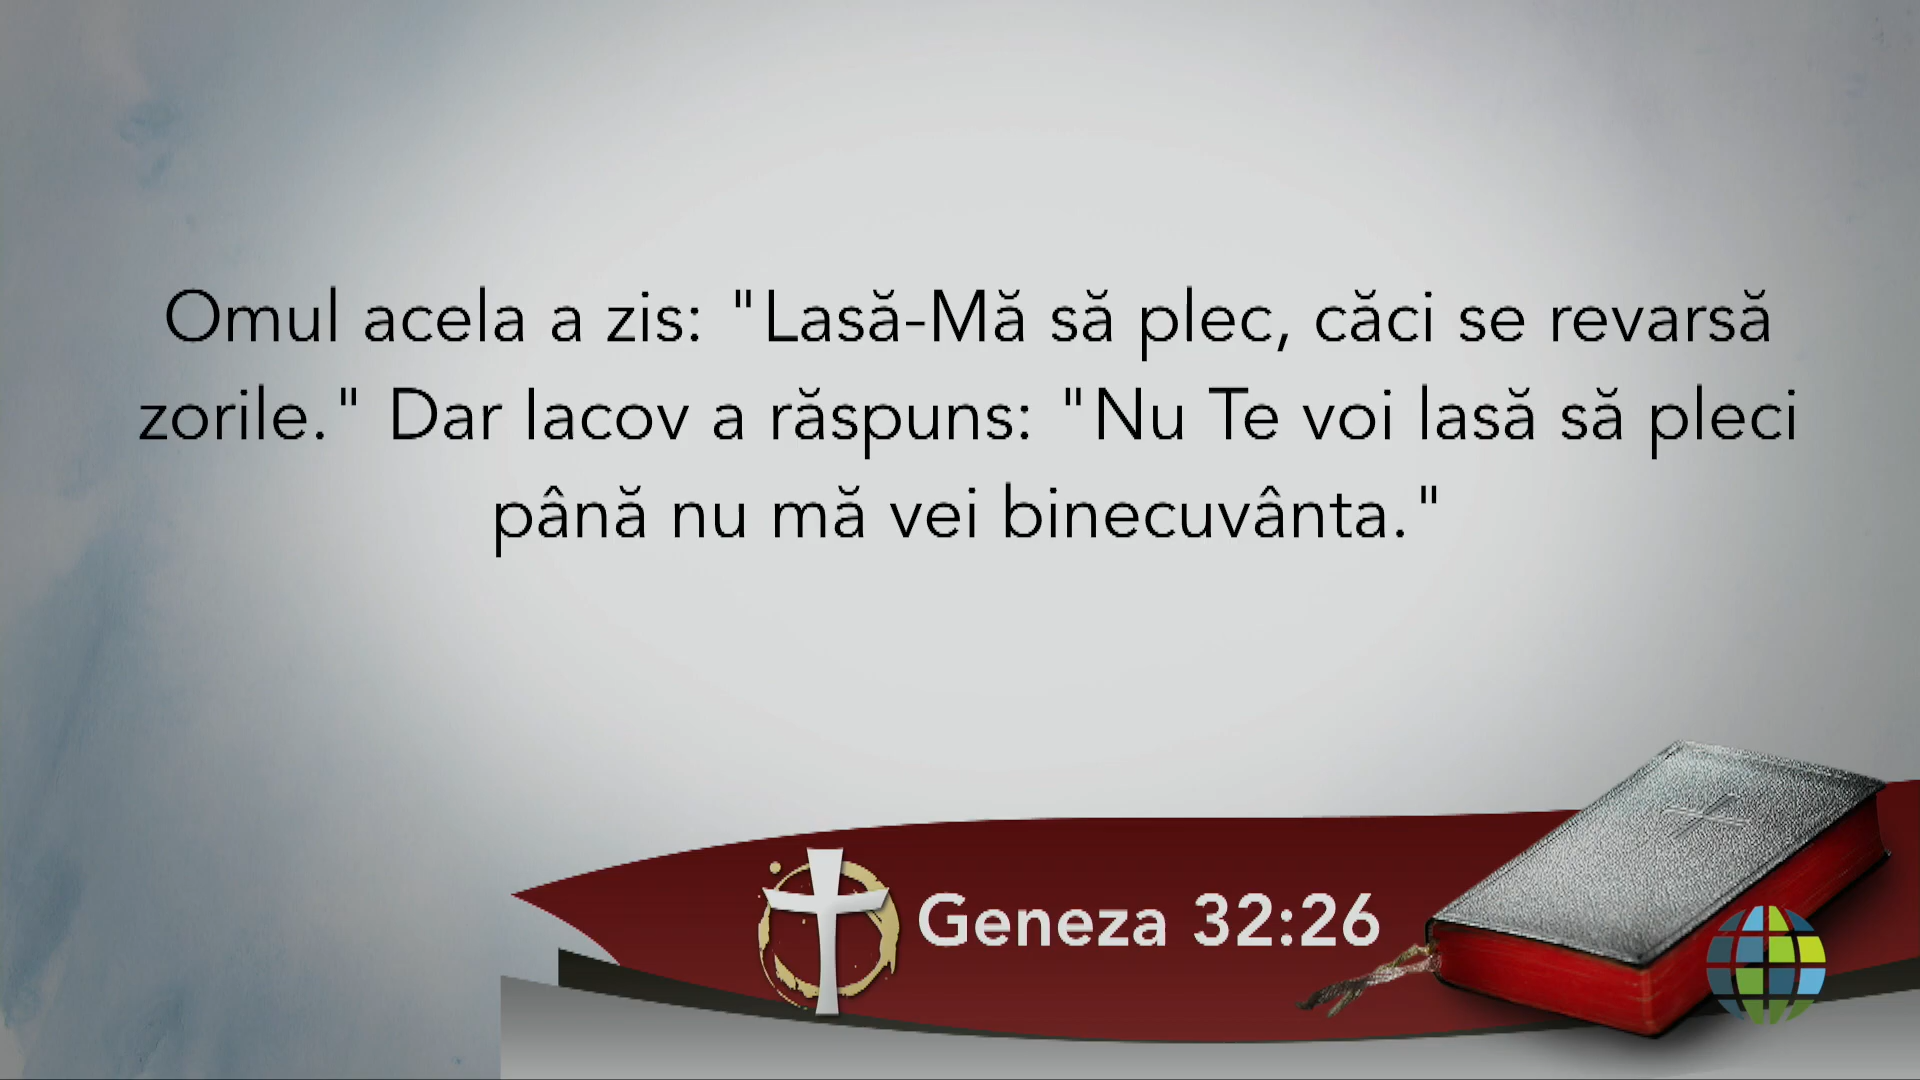 Omul acela a zis: "Lasă-Mă să plec, căci se revarsă
zorile." Dar Iacov a răspuns: "Nu Te voi lasă să pleci
până nu mă vei binecuvânta."
Geneza 32:26